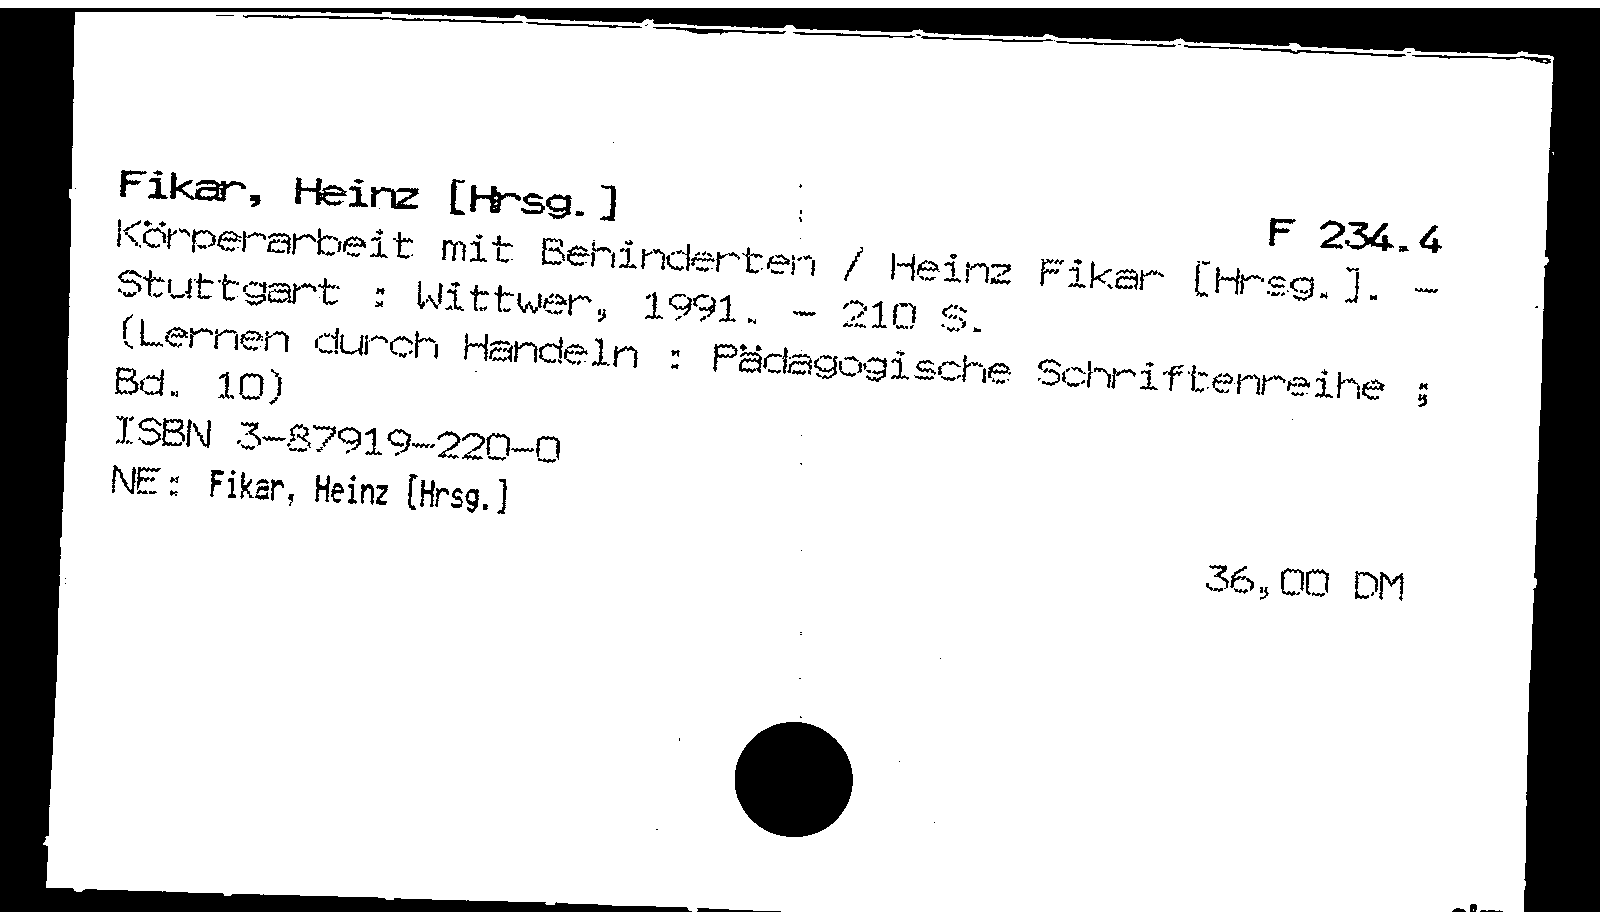 Fikar, Heinz [Hrsg.]
F 234.4
Körperarbeit mit Behinderten / Heinz Fikar [Hrsg.]. -
Stuttgart : Wittwer, 1991. - 210 S.
(Lernen durch Handeln : Pädagogische Schriftenreihe ;
Bd. 10)
ISBN 3-87919-220-0
NE: Fikar, Heinz [Hrsg.]
36,00 DM